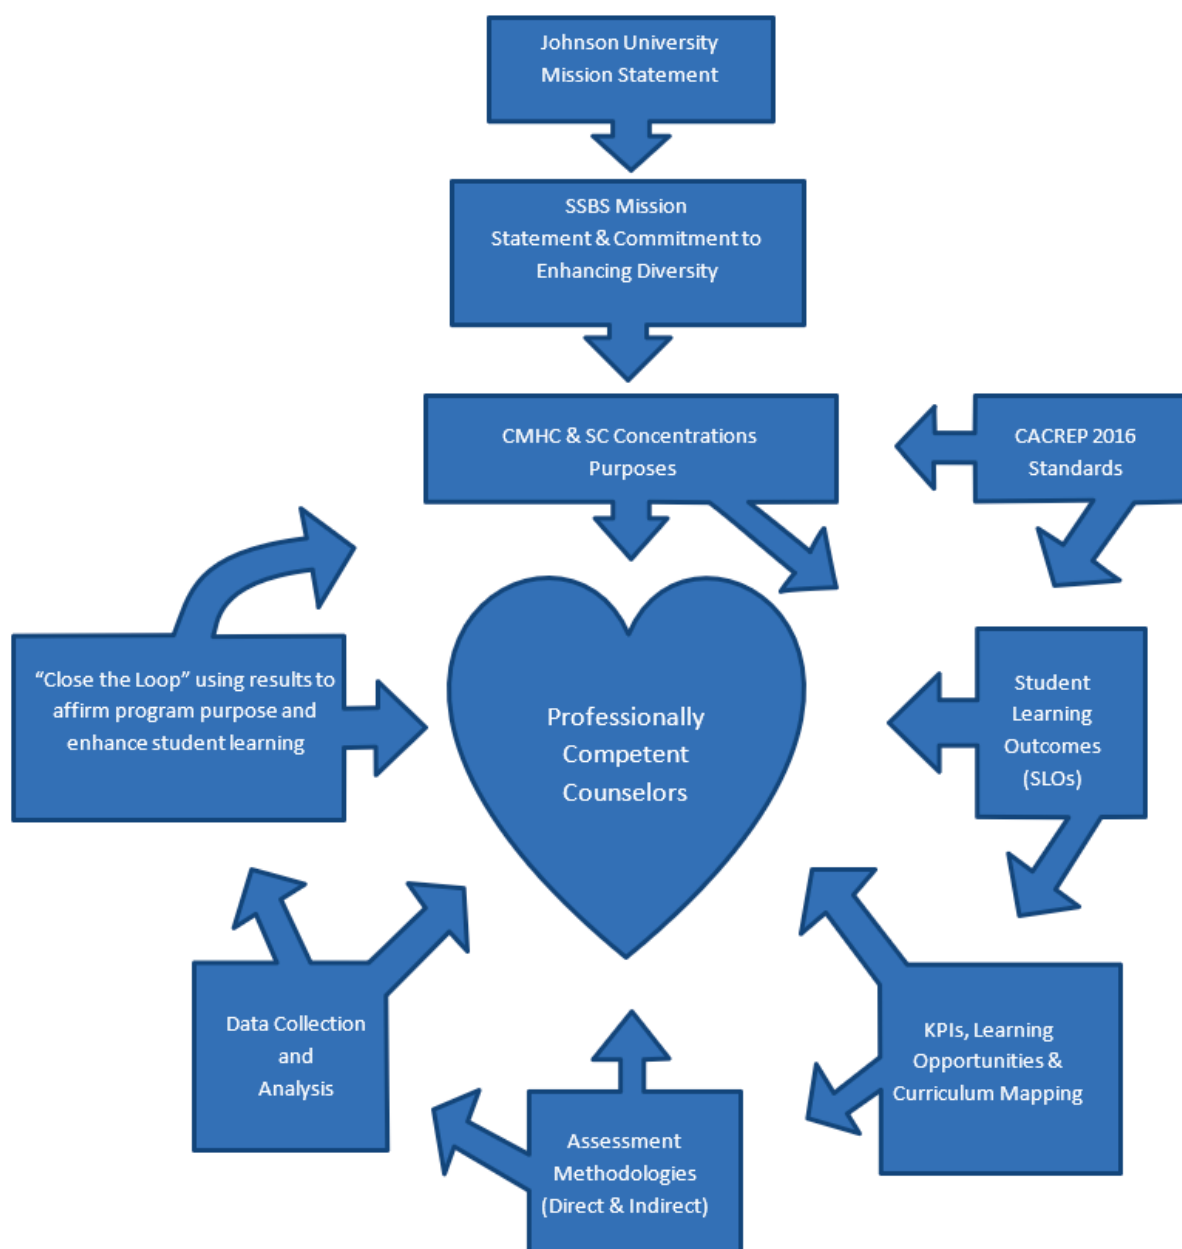 Johnson University
Mission Statement
SSBS Mission
Statement & Commitment to
Enhancing Diversity
CMHC & SC Concentrations
Purposes
CACREP 2016
Standards
“Close the Loop” using results to
affirm program purpose and
enhance student learning
Professionally
Competent
Counselors
Student
Learning
Outcomes
(SLOs)
Data Collection
and
Analysis
KPIs, Learning
Opportunities &
Curriculum Mapping
Assessment
Methodologies
(Direct & Indirect)